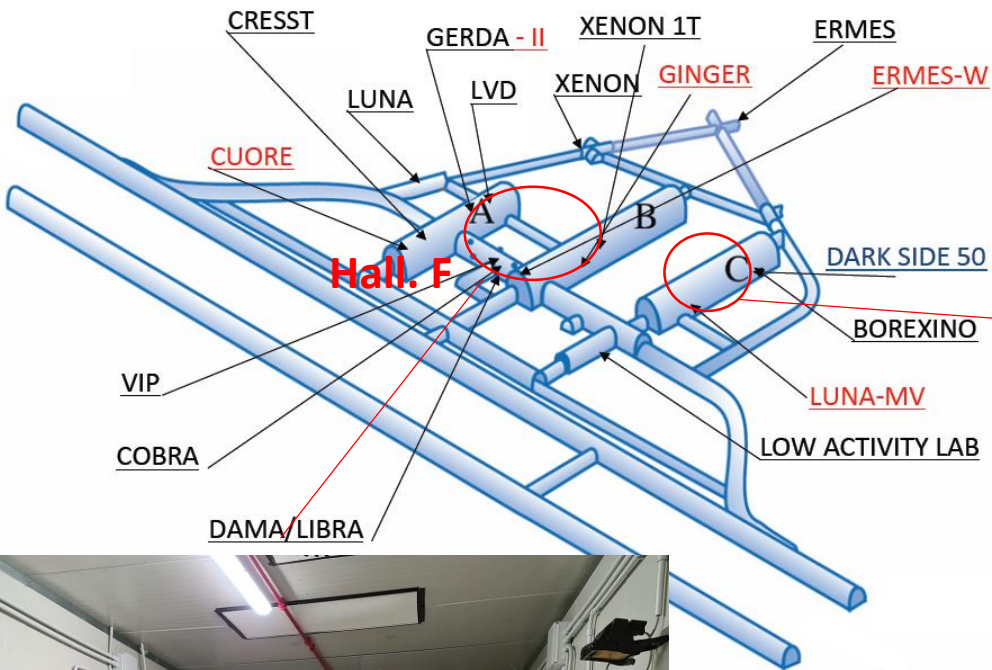 CRESST
GERDA - II
XENON 1T
ERMES
LUNA
LVD
XENON
GINGER
ERMES-W
CUORE
A
B
Hall. F
C
DARK SIDE 50
BOREXINO
VIP
LUNA-MV
COBRA
LOW ACTIVITY LAB
DAMA/LIBRA